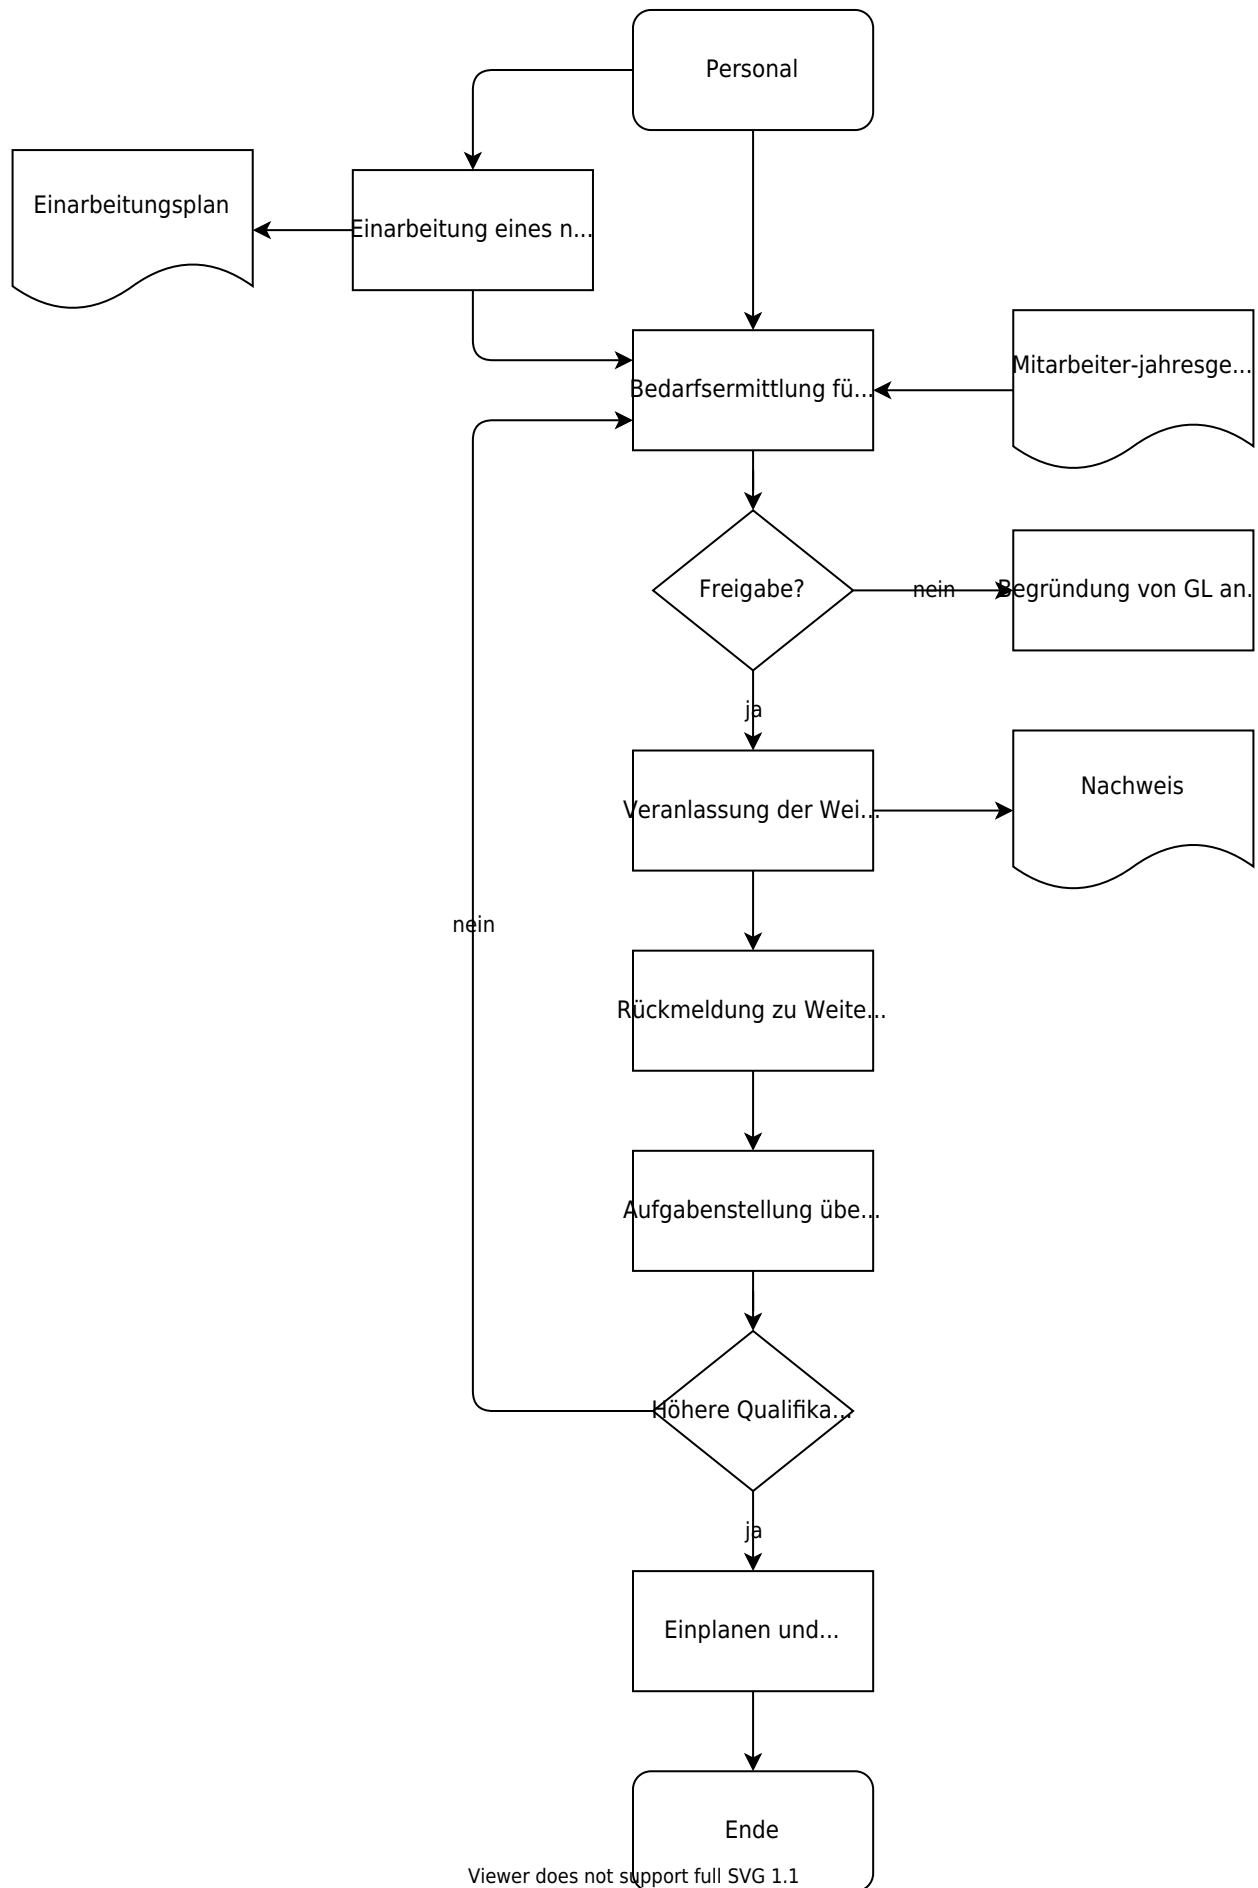 Personal
Einarbeitungsplan
Einarbeitung eines n...
Mitarbeiter-jahresge...
Bedarfsermittlung fü...
Freigabe?
nein
Begründung von GL an.
ja
Nachweis
Veranlassung der Wei...
nein
Rückmeldung zu Weite...
Aufgabenstellung übe...
Höhere Qualifika...
ja
Einplanen und...
Ende
Viewer does not support full SVG 1.1